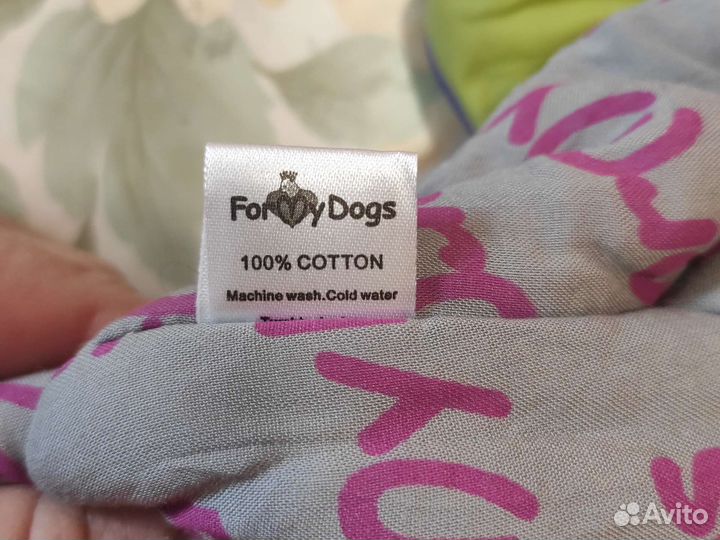 ForMyDogs
100% COTTON
Machine wash.Cold water
Avito